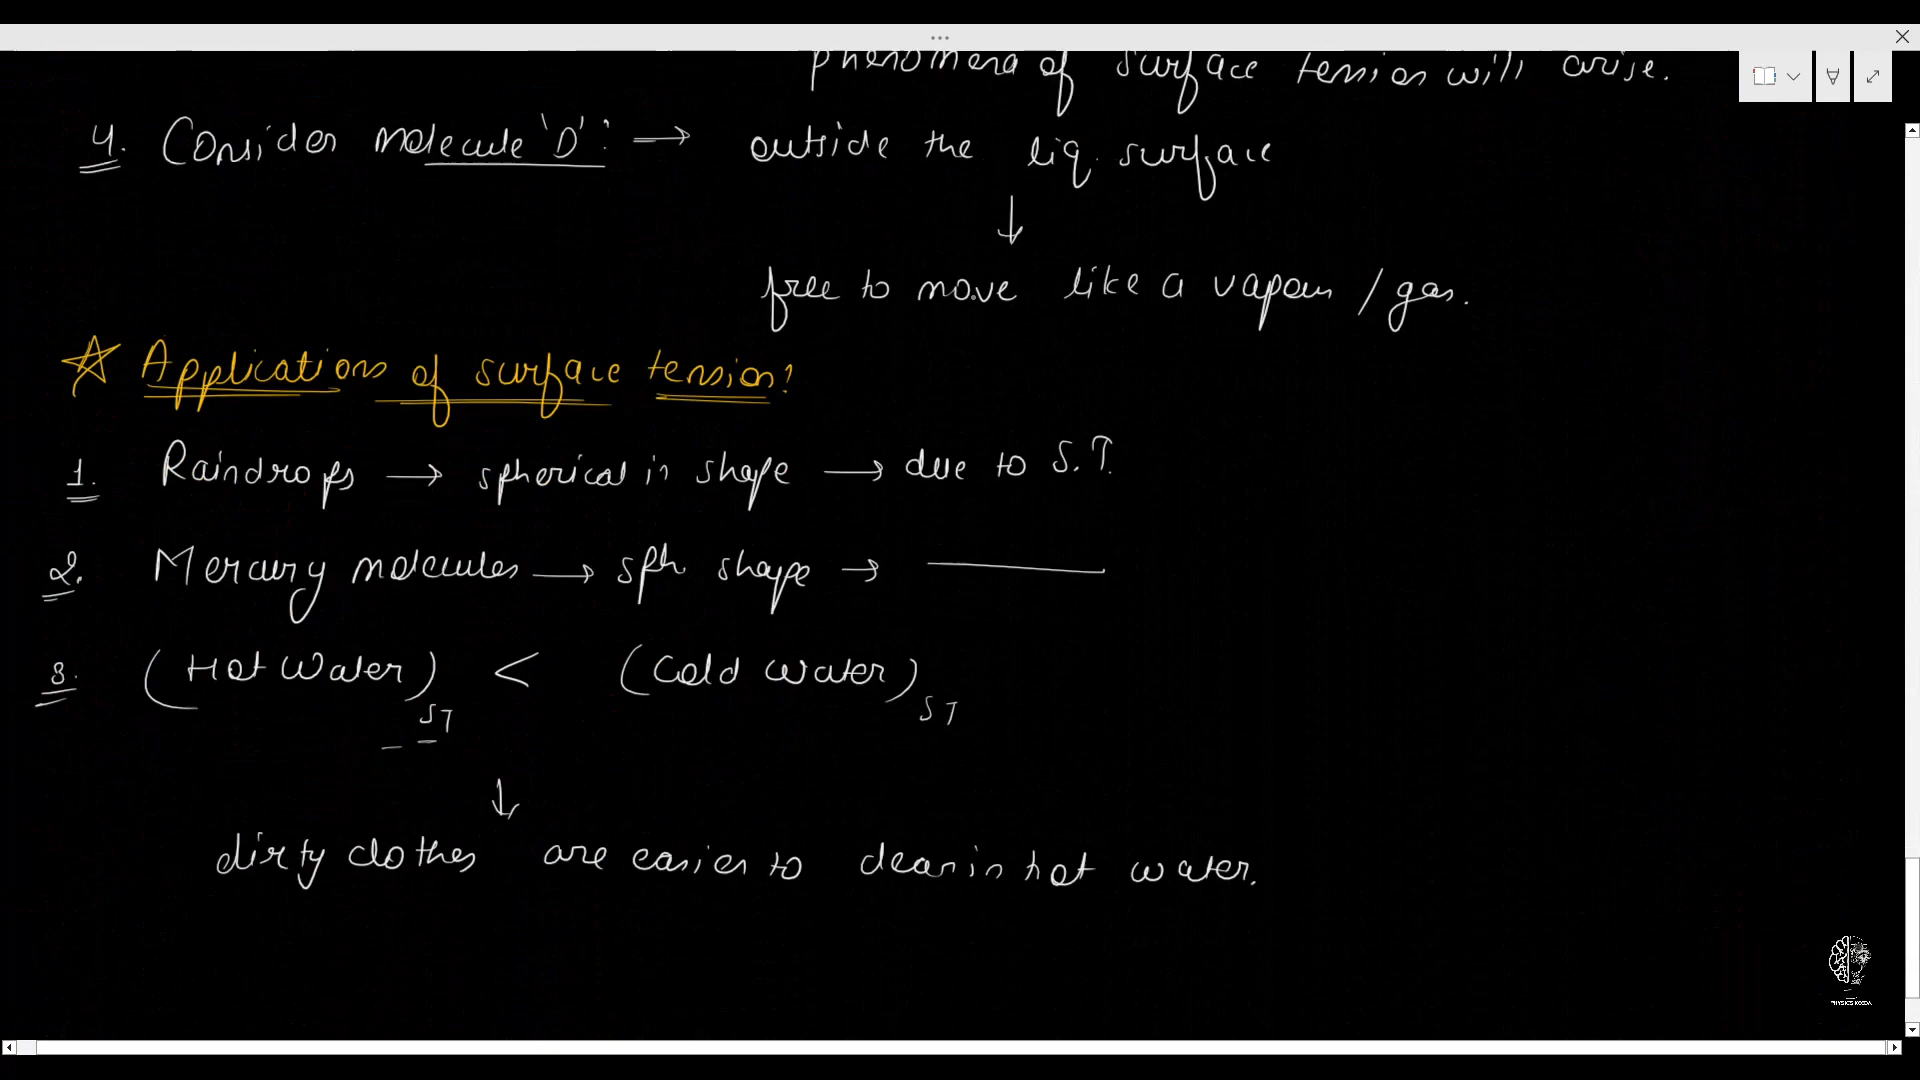 phenomena of surface tension will arise.
4. Consider molecule 'D': → outside the liq. surface
↓
free to move like a vapour / gas.
☆ Applications of surface tension:
1. Raindrops → spherical in shape → due to S.T.
2. Mercury molecules → sph. shape → ———
3. (Hot Water)ST < (Cold water)ST
↓
dirty clothes are easier to clean in hot water.